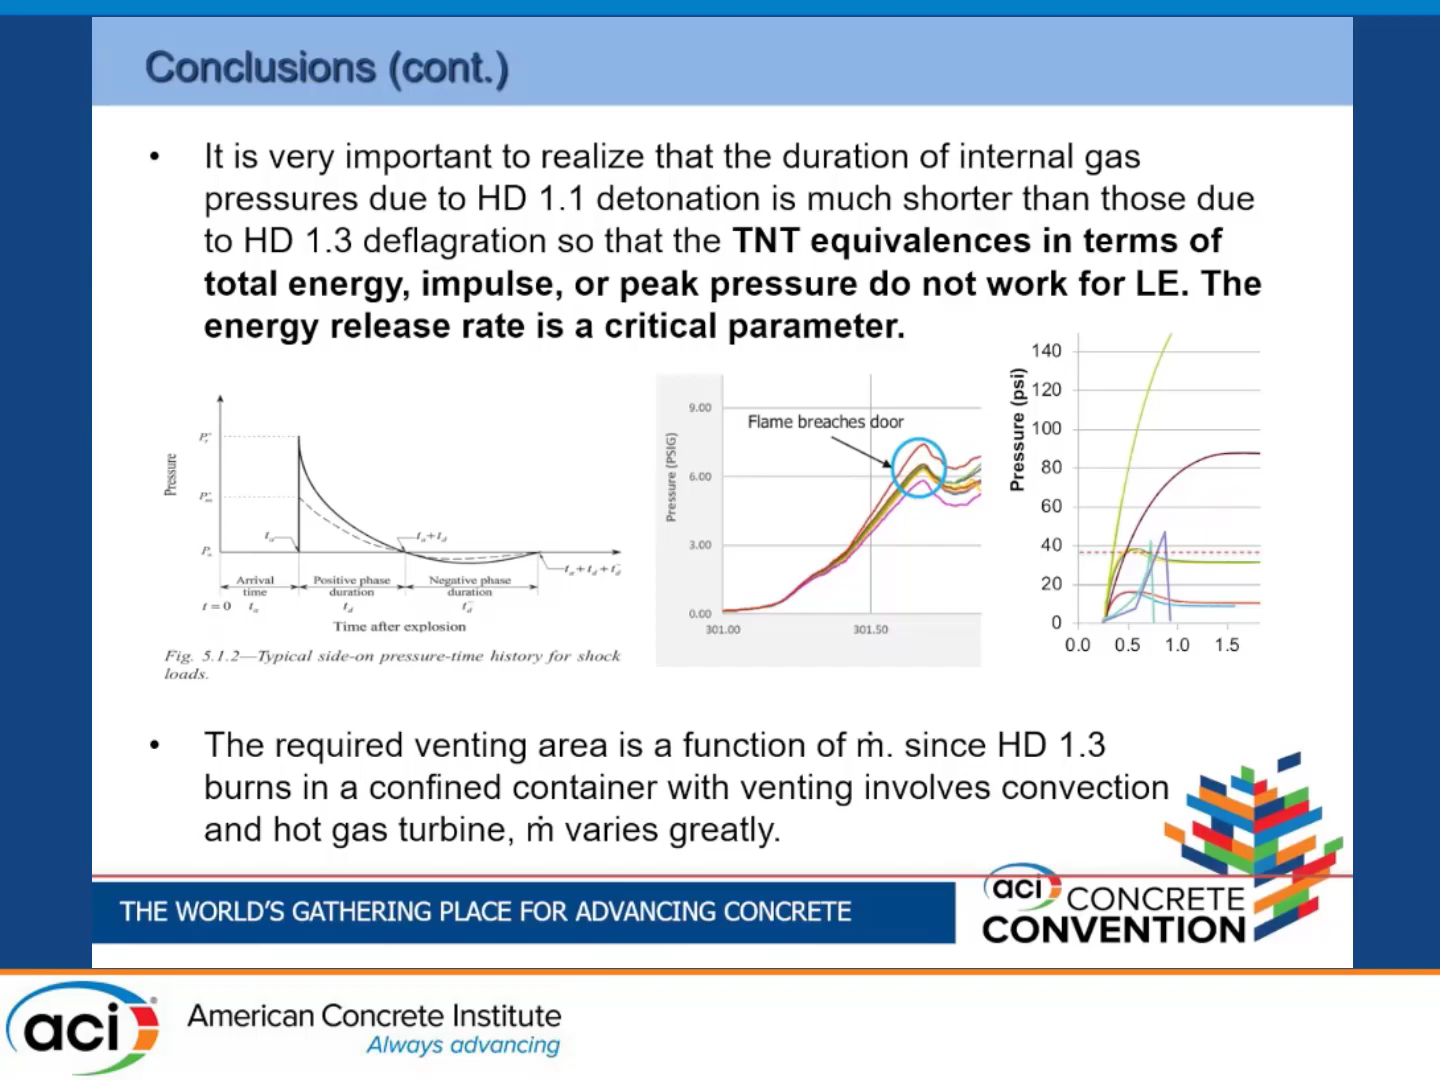 Conclusions (cont.)
• It is very important to realize that the duration of internal gas
pressures due to HD 1.1 detonation is much shorter than those due
to HD 1.3 deflagration so that the TNT equivalences in terms of
total energy, impulse, or peak pressure do not work for LE. The
energy release rate is a critical parameter.
Pressure
tₐ
tₐ+t_d
Arrival
time
Positive phase
duration
Negative phase
duration
t = 0
tₐ
t_d
t_d⁻
tₐ+t_d+t_d⁻
Time after explosion
Fig. 5.1.2—Typical side-on pressure-time history for shock
loads.
Pressure (PSIG)
9.00
6.00
3.00
0.00
301.00
301.50
Flame breaches door
Pressure (psi)
140
120
100
80
60
40
20
0
0.0 0.5 1.0 1.5
• The required venting area is a function of ṁ. since HD 1.3
burns in a confined container with venting involves convection
and hot gas turbine, ṁ varies greatly.
THE WORLD'S GATHERING PLACE FOR ADVANCING CONCRETE
aci CONCRETE
CONVENTION
aci
American Concrete Institute
Always advancing